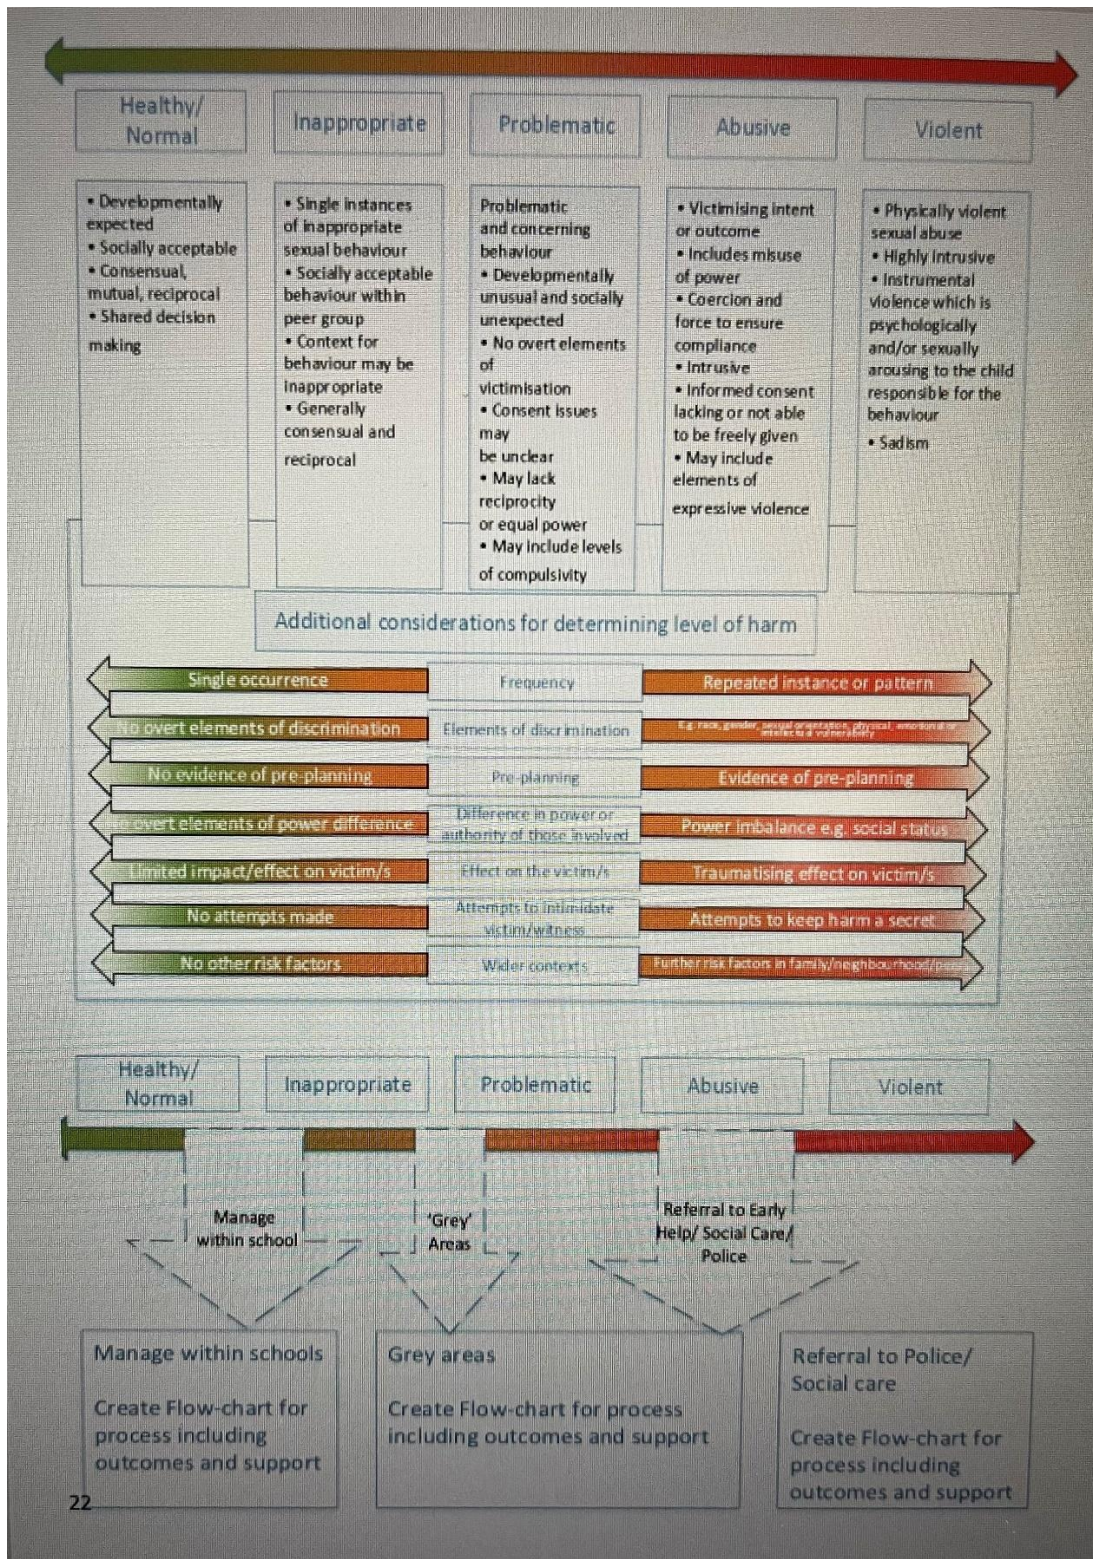 Healthy/
Normal
Inappropriate
Problematic
Abusive
Violent
• Developmentally
expected
• Socially acceptable
• Consensual,
mutual, reciprocal
• Shared decision
making
• Single instances
of inappropriate
sexual behaviour
• Socially acceptable
behaviour within
peer group
• Context for
behaviour may be
inappropriate
• Generally
consensual and
reciprocal
Problematic
and concerning
behaviour
• Developmentally
unusual and socially
unexpected
• No overt elements
of
victimisation
• Consent issues
may
be unclear
• May lack
reciprocity
or equal power
• May include levels
of compulsivity
• Victimising intent
or outcome
• Includes misuse
of power
• Coercion and
force to ensure
compliance
• Intrusive
• Informed consent
lacking or not able
to be freely given
• May include
elements of
expressive violence
• Physically violent
sexual abuse
• Highly intrusive
• Instrumental
violence which is
psychologically
and/or sexually
arousing to the child
responsible for the
behaviour
• Sadism
Additional considerations for determining level of harm
Single occurrence
Frequency
Repeated instance or pattern
overt elements of discrimination
Elements of discrimination
E.g. race, gender, sexual orientation, physical, emotional
vulnerability
No evidence of pre-planning
Pre-planning
Evidence of pre-planning
overt elements of power difference
Difference in power or
authority of those involved
Power imbalance e.g. social status
Limited impact/effect on victim/s
Effect on the victim/s
Traumatising effect on victim/s
No attempts made
Attempts to intimidate
victim/witness
Attempts to keep harm a secret
No other risk factors
Wider contexts
Further risk factors in family/neighbourhood/
Healthy/
Normal
Inappropriate
Problematic
Abusive
Violent
Manage
within school
'Grey'
Areas
Referral to Early
Help/ Social Care/
Police
Manage within schools
Create Flow-chart for
process including
outcomes and support
Grey areas
Create Flow-chart for process
including outcomes and support
Referral to Police/
Social care
Create Flow-chart for
process including
outcomes and support
22